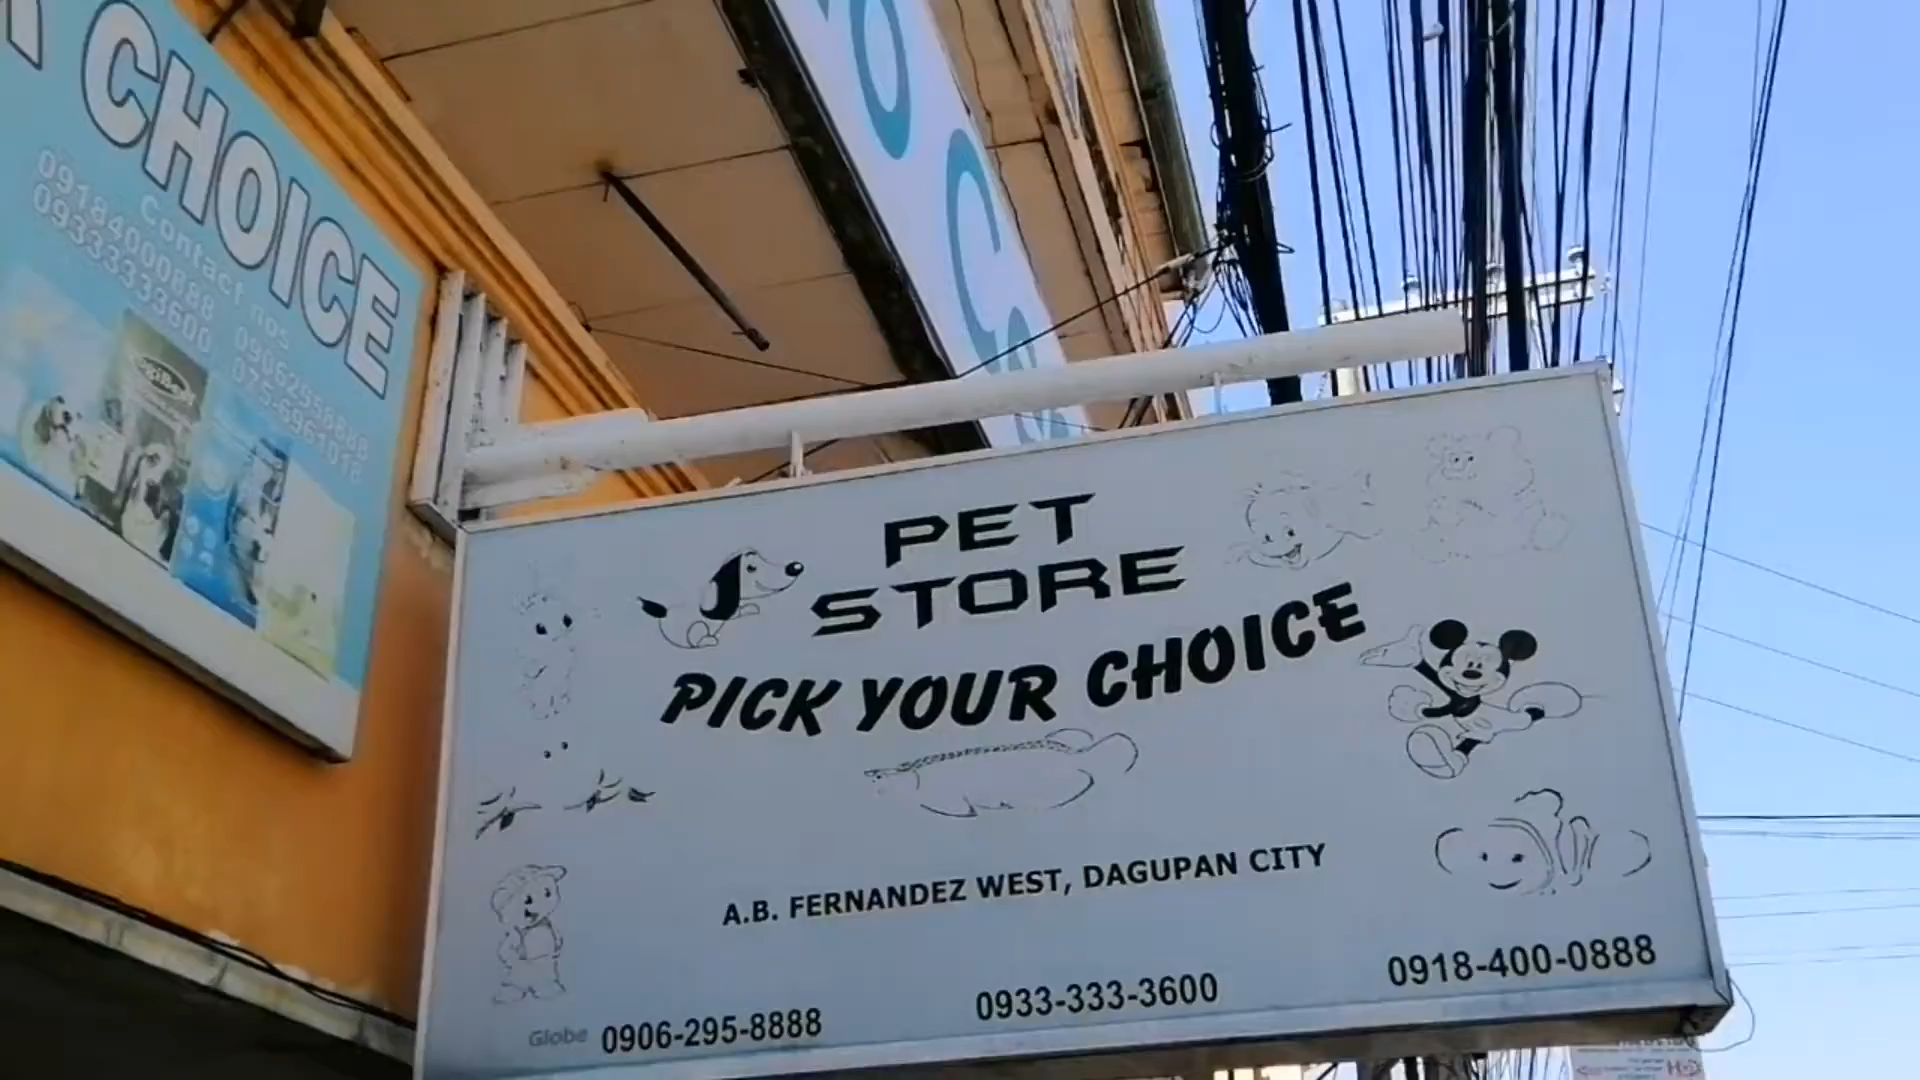 CHOICE
Contact nos
09184000888 09062958888
09333333600 075-6961018
PET
STORE
PICK YOUR CHOICE
A.B. FERNANDEZ WEST, DAGUPAN CITY
Globe 0906-295-8888
0933-333-3600
0918-400-0888